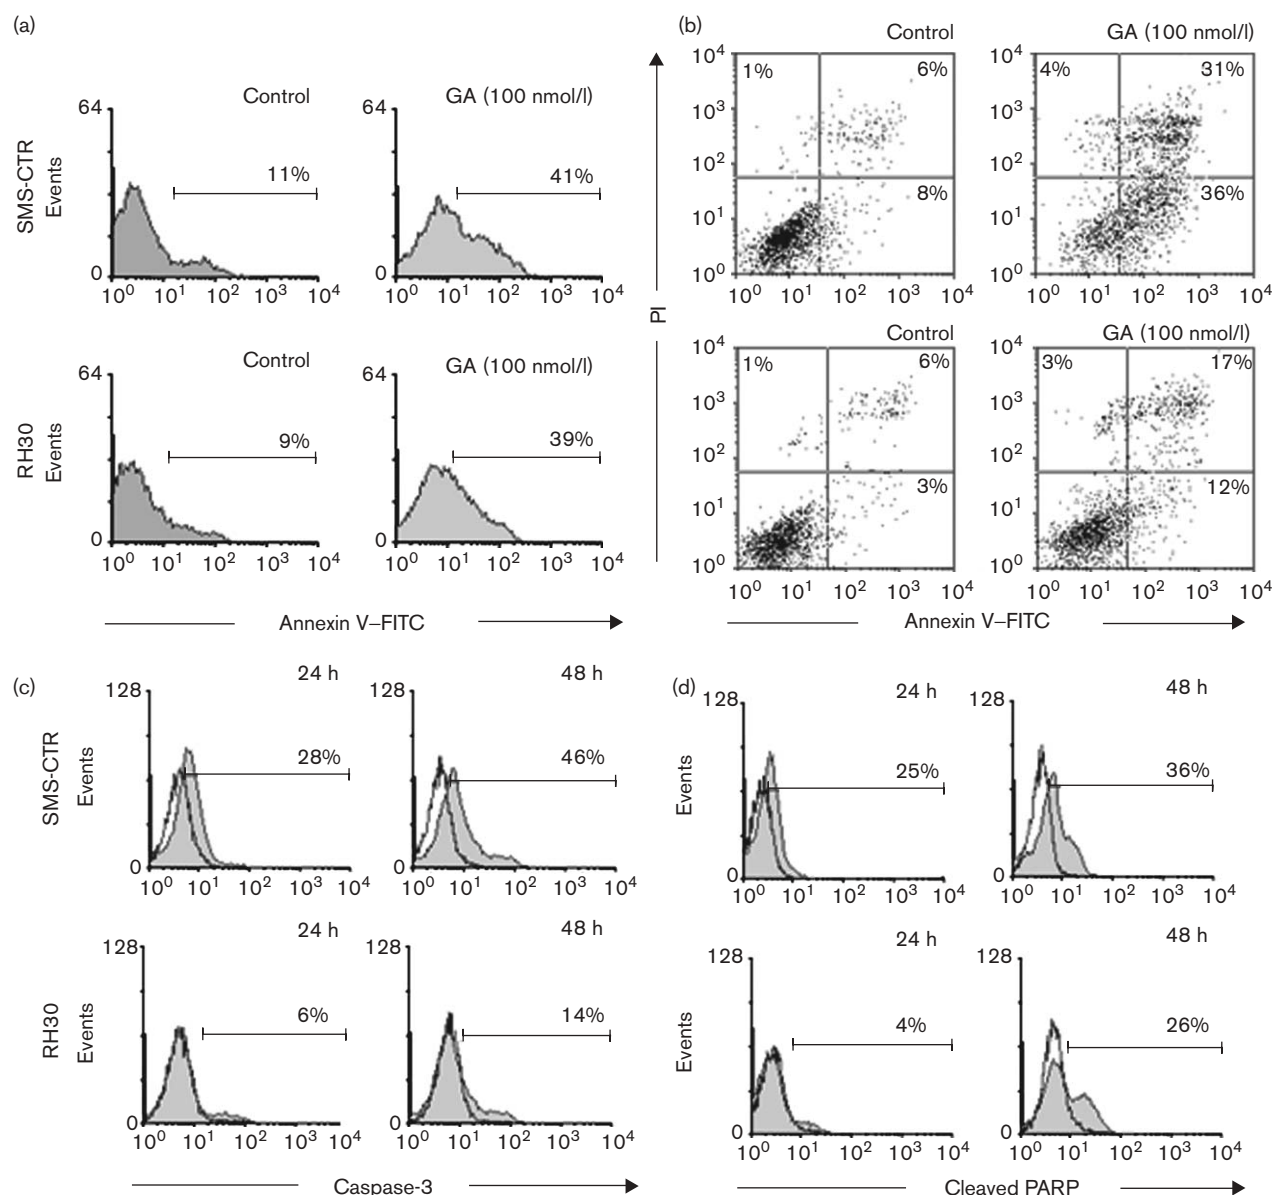 (a)
Control
GA (100 nmol/l)
SMS-CTR
Events
64
11%
0
10^0 10^1 10^2 10^3 10^4
64
41%
0
10^0 10^1 10^2 10^3 10^4
Control
GA (100 nmol/l)
RH30
Events
64
9%
0
10^0 10^1 10^2 10^3 10^4
64
39%
0
10^0 10^1 10^2 10^3 10^4
Annexin V–FITC
(b)
Control
GA (100 nmol/l)
PI
10^4
10^3
10^2
10^1
10^0
1%
6%
8%
10^0 10^1 10^2 10^3 10^4
10^4
10^3
10^2
10^1
10^0
4%
31%
36%
10^0 10^1 10^2 10^3 10^4
Control
GA (100 nmol/l)
10^4
10^3
10^2
10^1
10^0
1%
6%
3%
10^0 10^1 10^2 10^3 10^4
10^4
10^3
10^2
10^1
10^0
3%
17%
12%
10^0 10^1 10^2 10^3 10^4
Annexin V–FITC
(c)
24 h
48 h
SMS-CTR
Events
128
28%
0
10^0 10^1 10^2 10^3 10^4
128
46%
0
10^0 10^1 10^2 10^3 10^4
24 h
48 h
RH30
Events
128
6%
0
10^0 10^1 10^2 10^3 10^4
128
14%
0
10^0 10^1 10^2 10^3 10^4
Caspase-3
(d)
24 h
48 h
Events
128
25%
0
10^0 10^1 10^2 10^3 10^4
128
36%
0
10^0 10^1 10^2 10^3 10^4
24 h
48 h
Events
128
4%
0
10^0 10^1 10^2 10^3 10^4
128
26%
0
10^0 10^1 10^2 10^3 10^4
Cleaved PARP